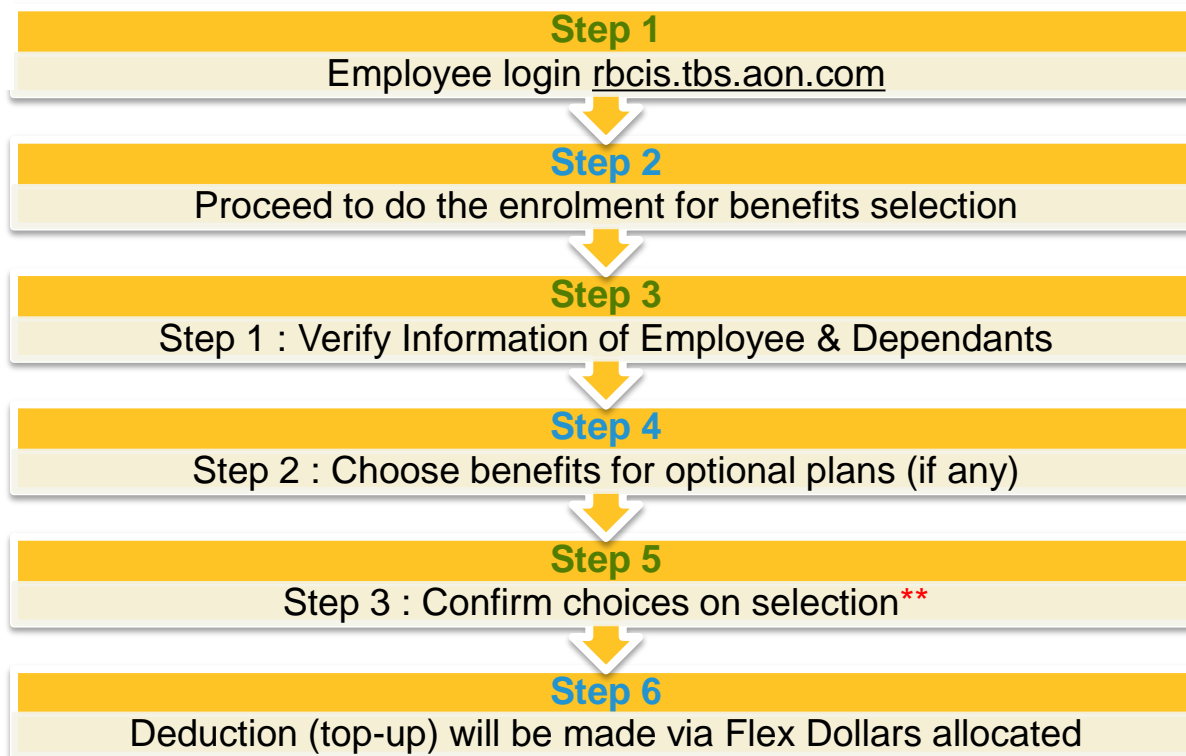 Step 1
Employee login rbcis.tbs.aon.com
Step 2
Proceed to do the enrolment for benefits selection
Step 3
Step 1 : Verify Information of Employee & Dependants
Step 4
Step 2 : Choose benefits for optional plans (if any)
Step 5
Step 3 : Confirm choices on selection**
Step 6
Deduction (top-up) will be made via Flex Dollars allocated